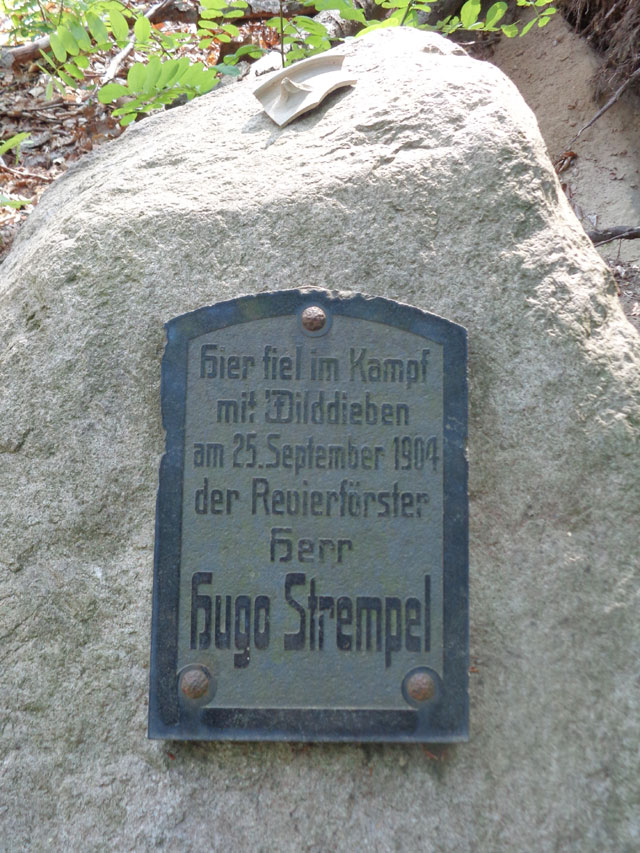 Hier fiel im Kampf
mit Wilddieben
am 25. September 1904
der Revierförster
Herr
Hugo Strempel